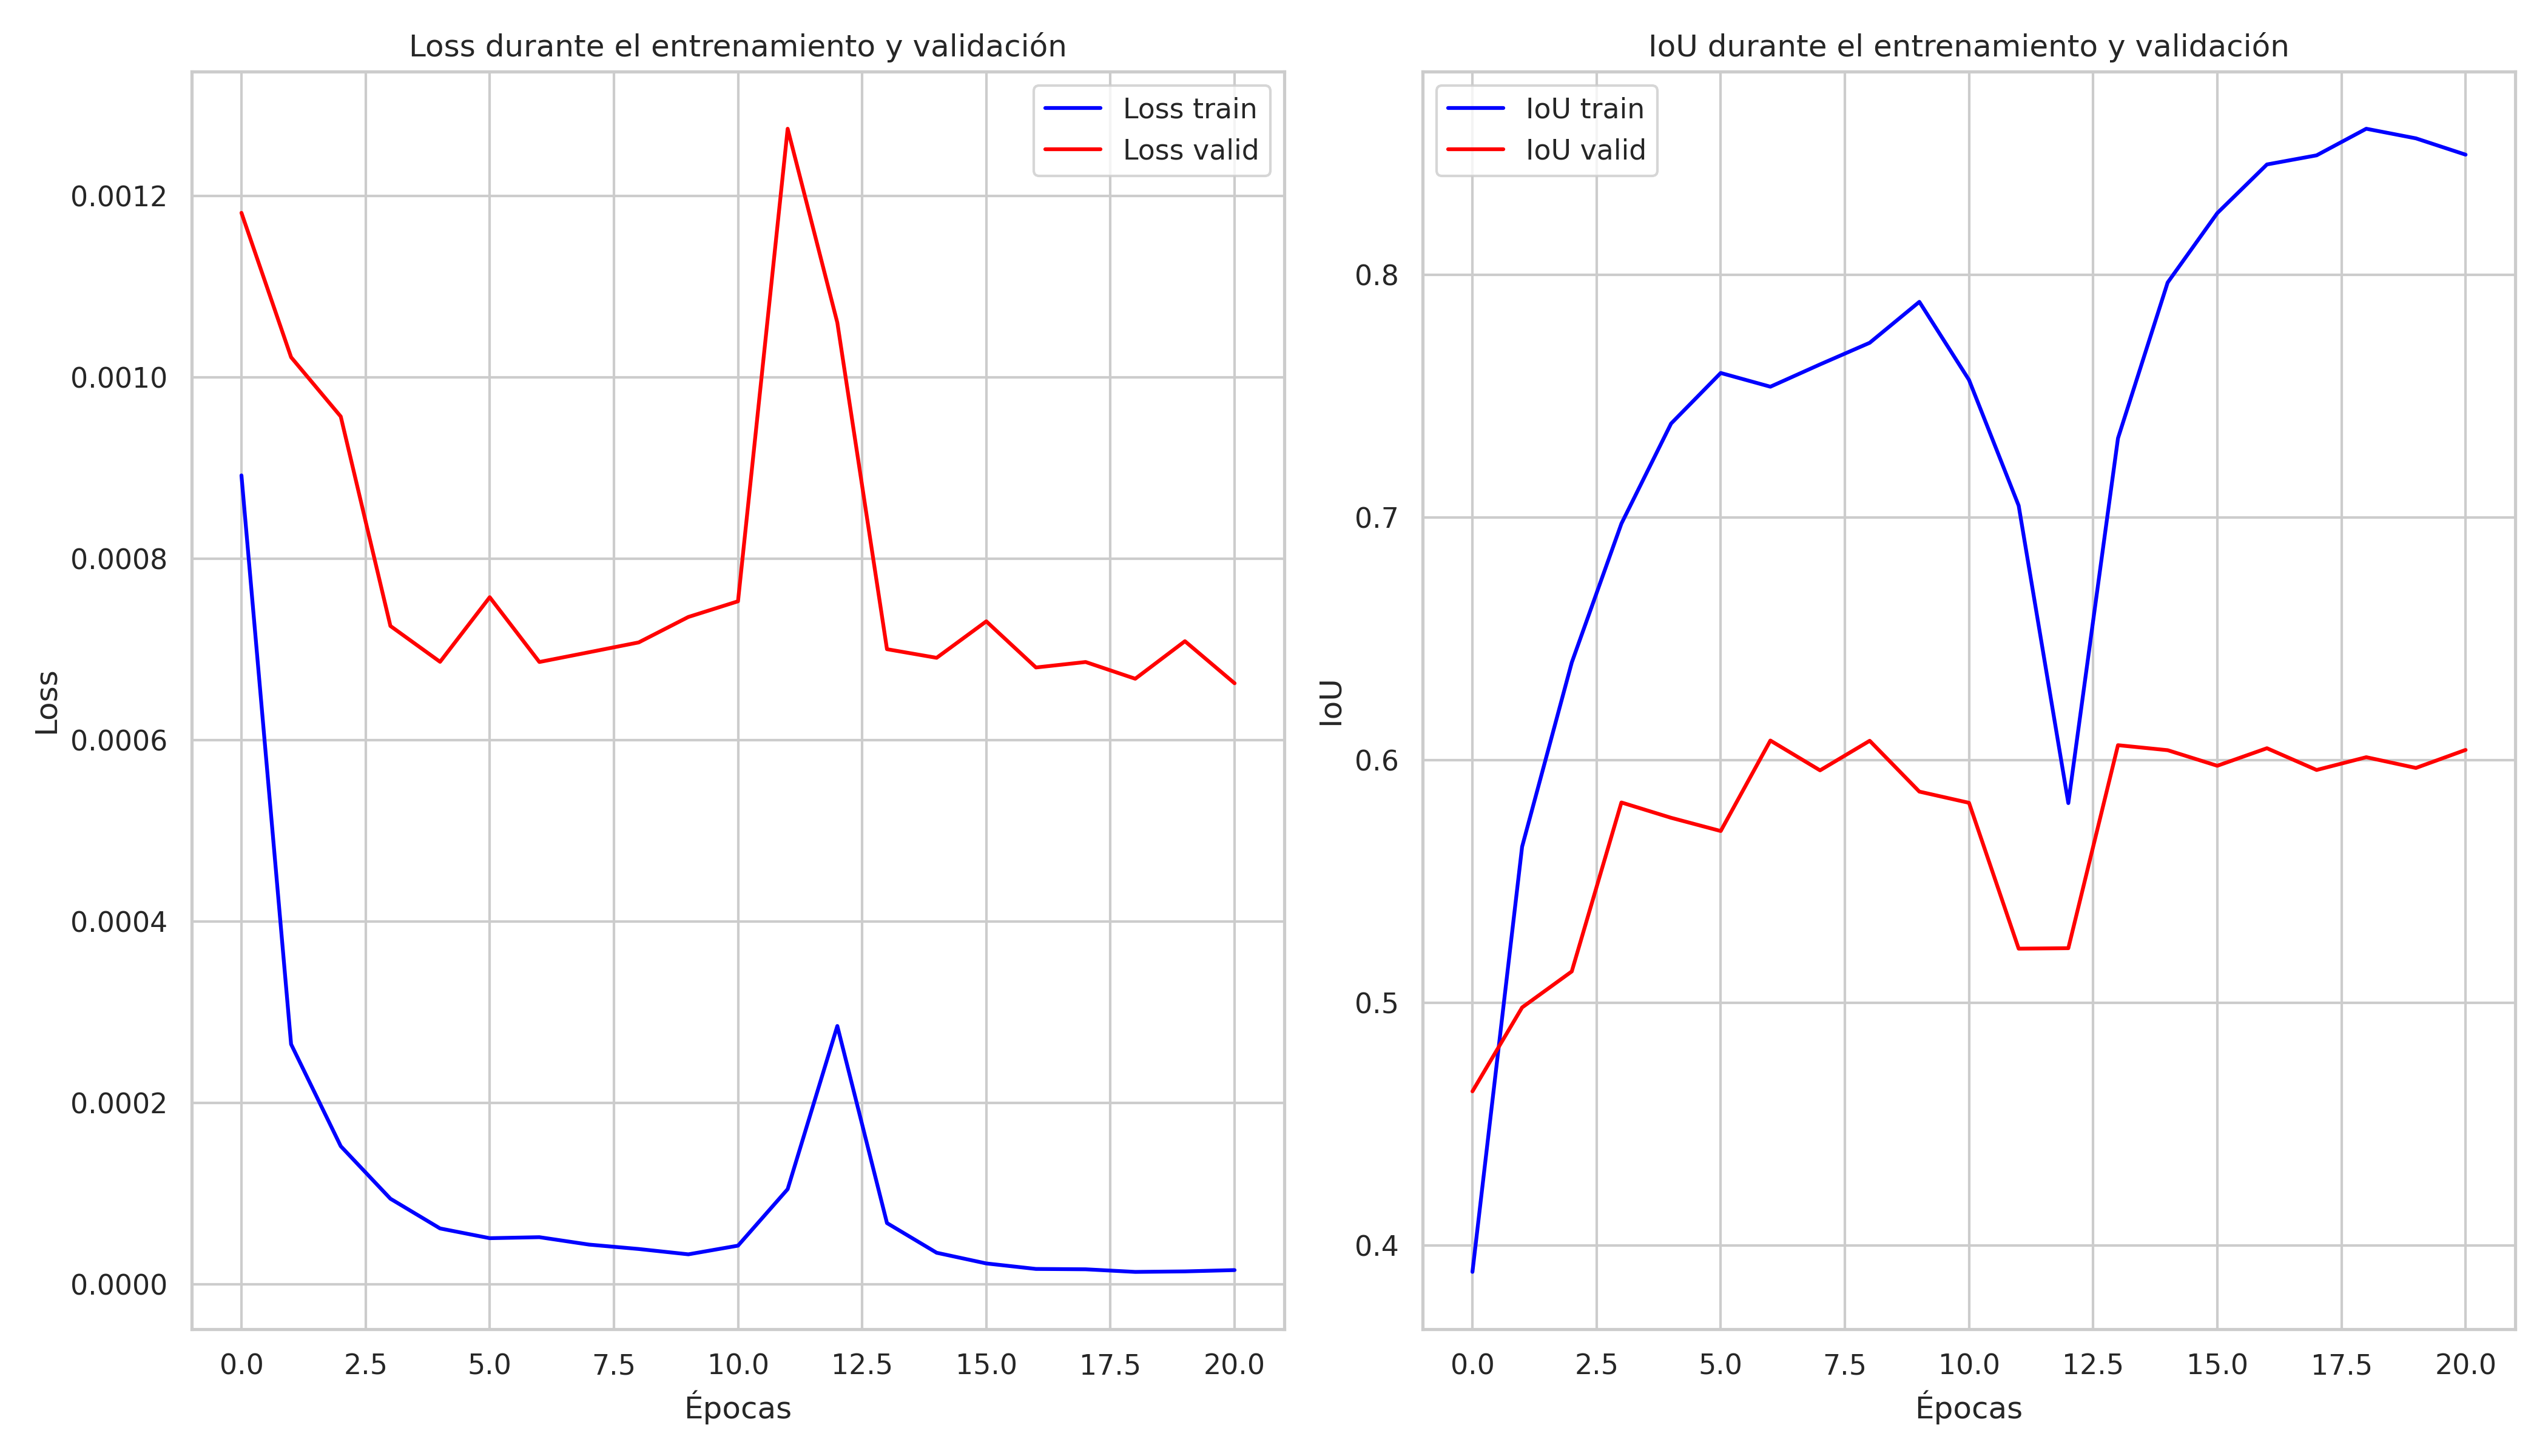 Loss durante el entrenamiento y validación
Loss train
Loss valid
0.0012
0.0010
0.0008
0.0006
0.0004
0.0002
0.0000
Loss
0.0 2.5 5.0 7.5 10.0 12.5 15.0 17.5 20.0
Épocas
IoU durante el entrenamiento y validación
IoU train
IoU valid
0.8
0.7
0.6
0.5
0.4
IoU
0.0 2.5 5.0 7.5 10.0 12.5 15.0 17.5 20.0
Épocas